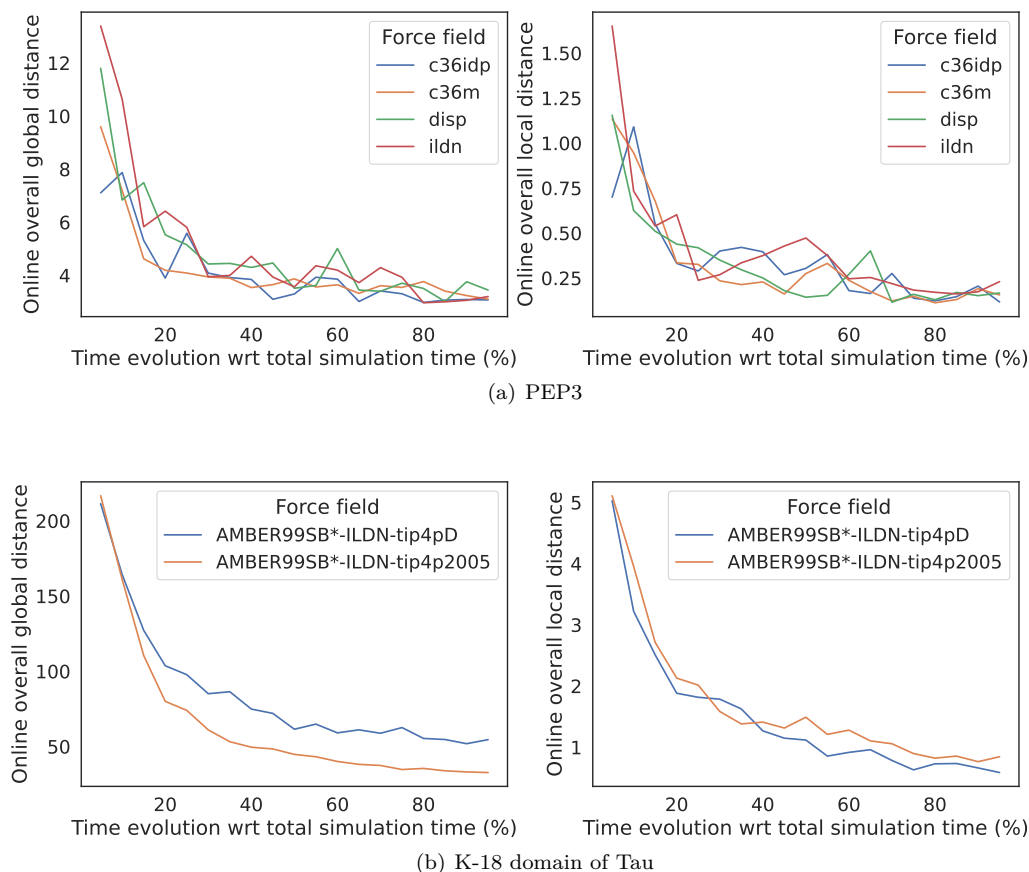 Online overall global distance
12
10
8
6
4
20
40
60
80
Time evolution wrt total simulation time (%)
Force field
c36idp
c36m
disp
ildn
Online overall local distance
1.50
1.25
1.00
0.75
0.50
0.25
20
40
60
80
Time evolution wrt total simulation time (%)
Force field
c36idp
c36m
disp
ildn
(a) PEP3
Online overall global distance
200
150
100
50
20
40
60
80
Time evolution wrt total simulation time (%)
Force field
AMBER99SB*-ILDN-tip4pD
AMBER99SB*-ILDN-tip4p2005
Online overall local distance
5
4
3
2
1
20
40
60
80
Time evolution wrt total simulation time (%)
Force field
AMBER99SB*-ILDN-tip4pD
AMBER99SB*-ILDN-tip4p2005
(b) K-18 domain of Tau